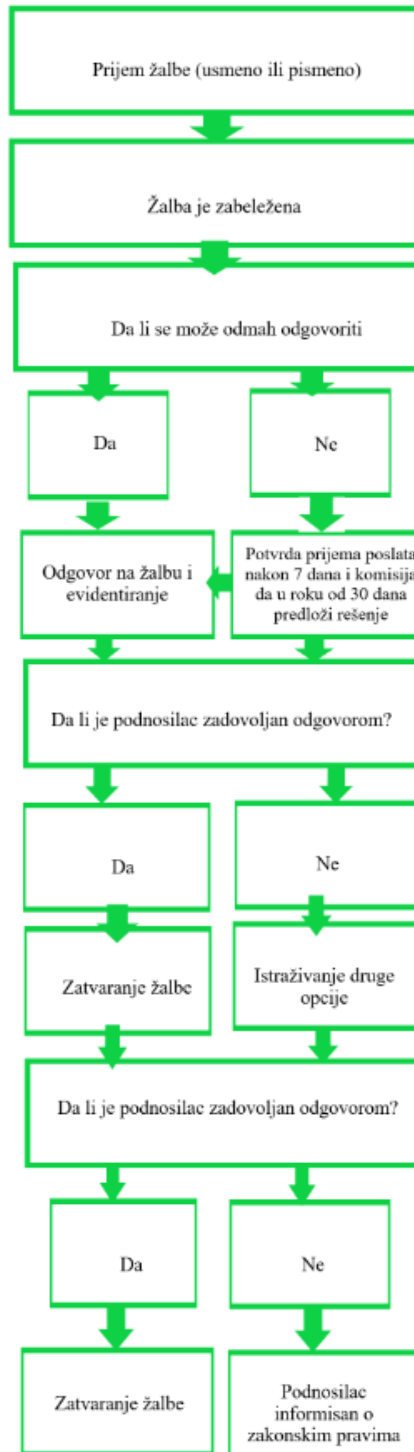 Prijem žalbe (usmeno ili pismeno)
Žalba je zabeležena
Da li se može odmah odgovoriti
Da
Ne
Odgovor na žalbu i
evidentiranje
Potvrda prijema poslata
nakon 7 dana i komisija
da u roku od 30 dana
predloži rešenje
Da li je podnosilac zadovoljan odgovorom?
Da
Ne
Zatvaranje žalbe
Istraživanje druge
opcije
Da li je podnosilac zadovoljan odgovorom?
Da
Ne
Zatvaranje žalbe
Podnosilac
informisan o
zakonskim pravima